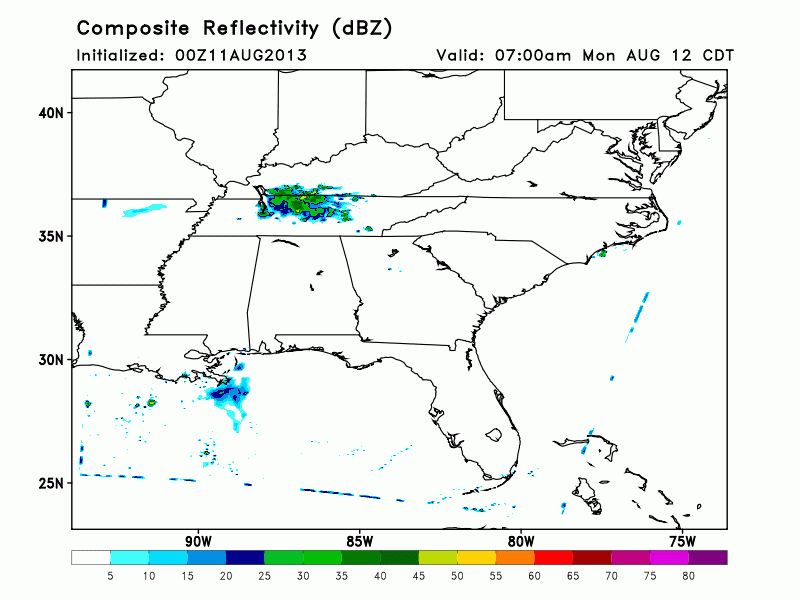 Composite Reflectivity (dBZ)
Initialized: 00Z11AUG2013 Valid: 07:00am Mon AUG 12 CDT
40N
35N
30N
25N
90W 85W 80W 75W
5 10 15 20 25 30 35 40 45 50 55 60 65 70 75 80